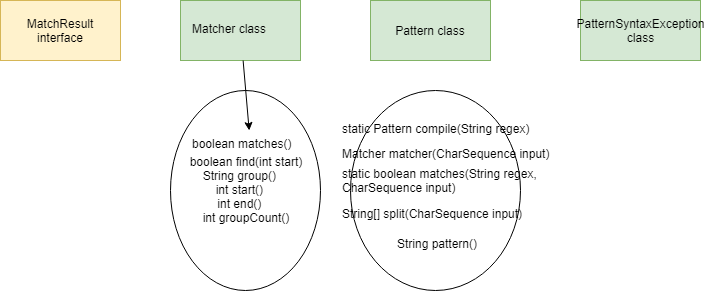 MatchResult
interface
Matcher class
Pattern class
PatternSyntaxException
class
boolean matches()
boolean find(int start)
String group()
int start()
int end()
int groupCount()
static Pattern compile(String regex)
Matcher matcher(CharSequence input)
static boolean matches(String regex,
CharSequence input)
String[] split(CharSequence input)
String pattern()